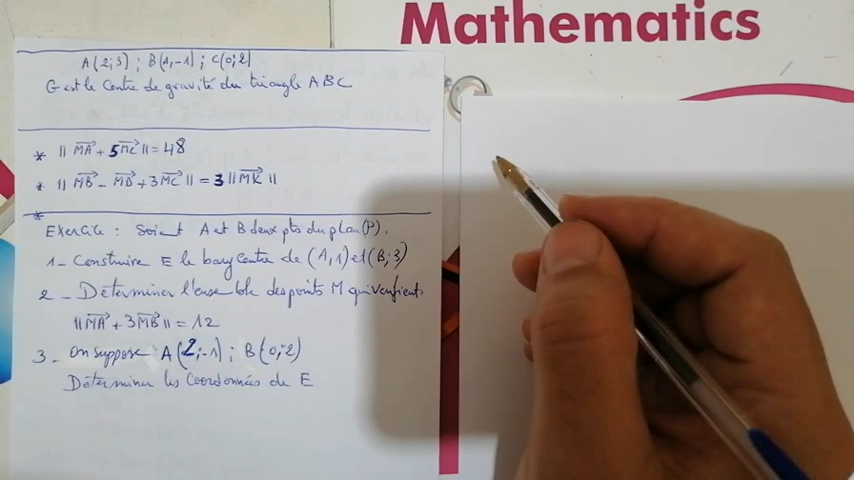 Mathematics
A(2;3) ; B(1,-1) ; C(0;2)
G est le Centre de gravité du triangle ABC
* || MA + 5MC || = 48
* || MB - MD + 3MC || = 3 || MK ||
*
Exercice : Soient A et B deux pts du plan (P).
1 - Construire E le barycentre de (A,1) et (B;3)
2 - Déterminer l'ensemble des points M qui vérifient
|| MA + 3MB || = 12
3 - On suppose : A(2;-1) ; B(0;-2)
Déterminer les Coordonnées de E